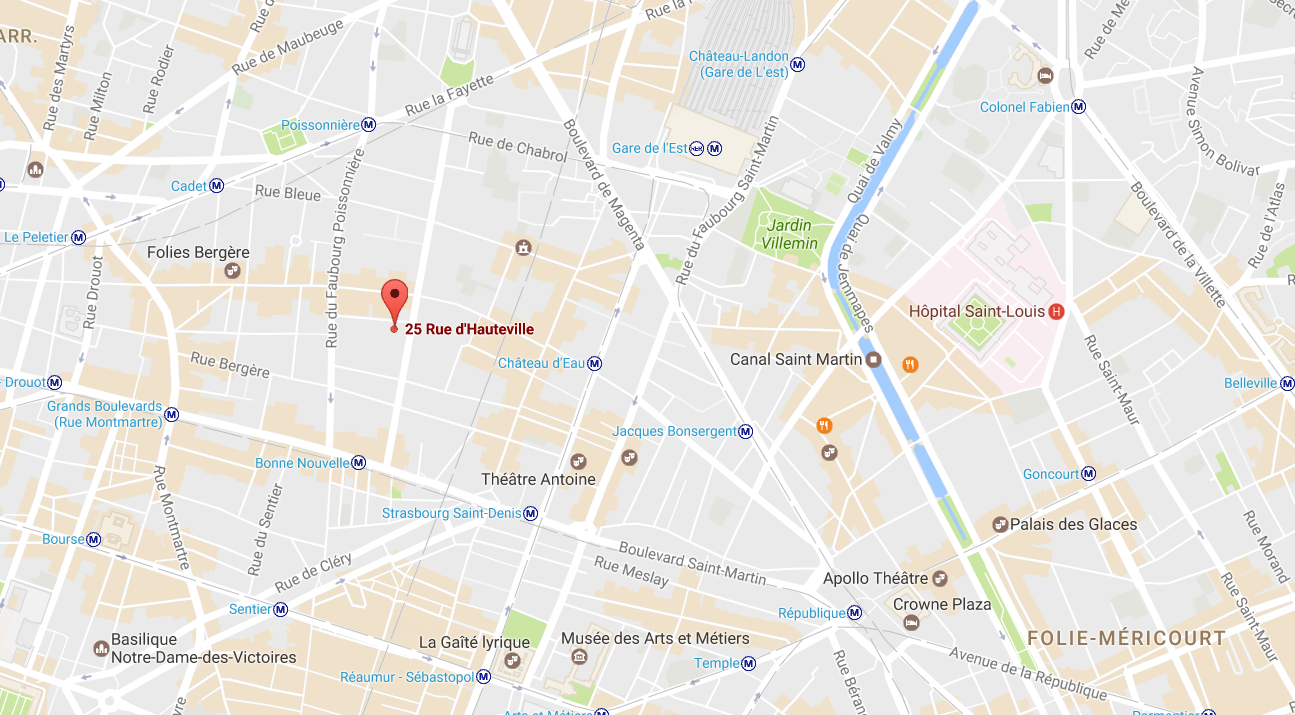 ARR.
Rue des Martyrs
Rue Milton
Rue Rodier
Rue de Maubeuge
Rue la Fayette
Château-Landon
(Gare de L'est)
Colonel Fabien
Avenue Simon Bolivar
Poissonnière
Rue de Chabrol
Boulevard de Magenta
Gare de l'Est
Rue du Faubourg Saint-Martin
Quai de Valmy
Cadet
Rue Bleue
Rue du Faubourg Poissonnière
Jardin
Villemin
Quai de Jemmapes
Boulevard de la Villette
Rue de l'Atlas
Le Peletier
Folies Bergère
Rue Drouot
25 Rue d'Hauteville
Hôpital Saint-Louis
H
Château d'Eau
Canal Saint Martin
Rue Bergère
Rue Saint-Maur
Drouot
Belleville
Grands Boulevards
(Rue Montmartre)
Jacques Bonsergent
Bonne Nouvelle
Goncourt
Théâtre Antoine
Rue Montmartre
Rue du Sentier
Strasbourg Saint-Denis
Palais des Glaces
Rue Morand
Bourse
Boulevard Saint-Martin
Rue Meslay
Rue de Cléry
Apollo Théâtre
Sentier
République
Crowne Plaza
Rue Saint-Maur
Basilique
Notre-Dame-des-Victoires
La Gaîté lyrique
Musée des Arts et Métiers
FOLIE-MÉRICOURT
Temple
Avenue de la République
Réaumur - Sébastopol